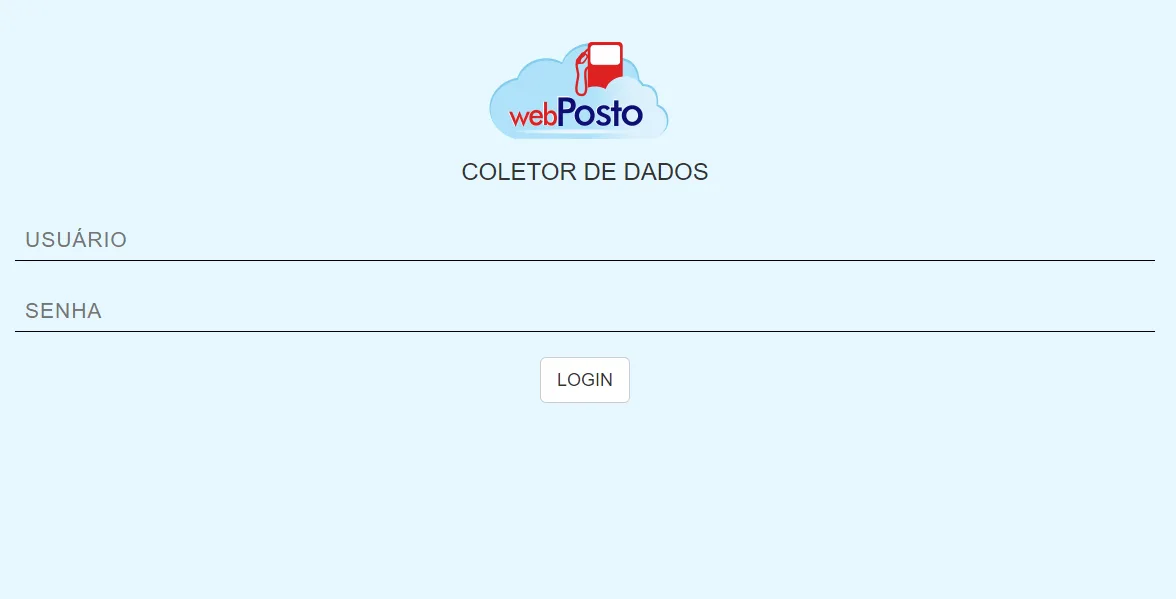 webPosto
COLETOR DE DADOS
USUÁRIO
SENHA
LOGIN